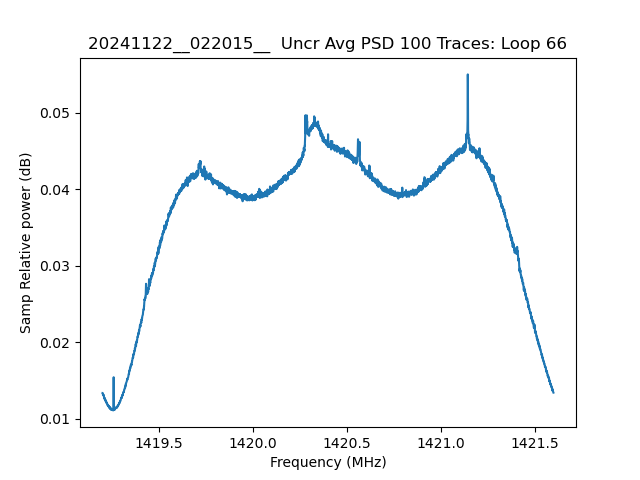 20241122__022015__  Uncr Avg PSD 100 Traces: Loop 66
Samp Relative power (dB)
0.05
0.04
0.03
0.02
0.01
1419.5 1420.0 1420.5 1421.0 1421.5
Frequency (MHz)